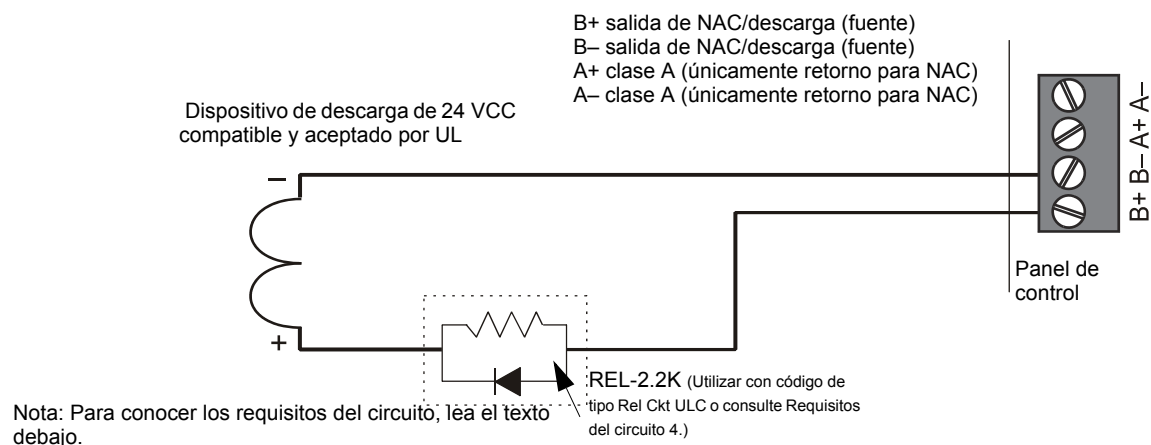 B+ salida de NAC/descarga (fuente)
B– salida de NAC/descarga (fuente)
A+ clase A (únicamente retorno para NAC)
A– clase A (únicamente retorno para NAC)
Dispositivo de descarga de 24 VCC
compatible y aceptado por UL
B+ B– A+ A–
–
+
Panel de
control
REL-2.2K (Utilizar con código de
tipo Rel Ckt ULC o consulte Requisitos
del circuito 4.)
Nota: Para conocer los requisitos del circuito, lea el texto
debajo.